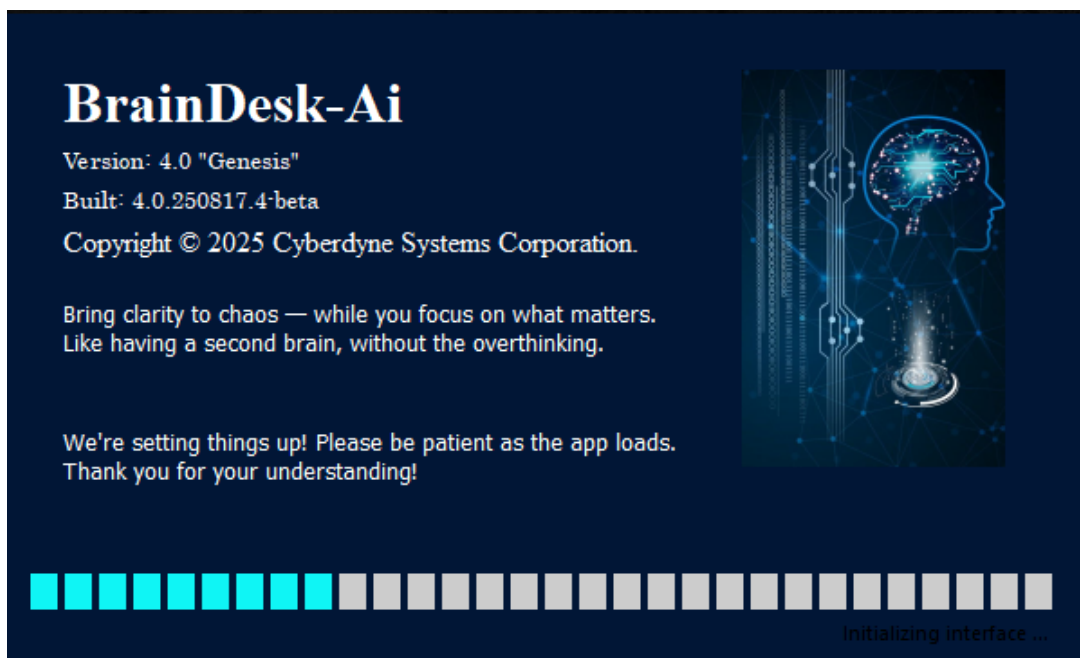 BrainDesk-Ai
Version: 4.0 "Genesis"
Built: 4.0.250817.4-beta
Copyright © 2025 Cyberdyne Systems Corporation.
Bring clarity to chaos — while you focus on what matters.
Like having a second brain, without the overthinking.
We're setting things up! Please be patient as the app loads.
Thank you for your understanding!
Initializing interface ...